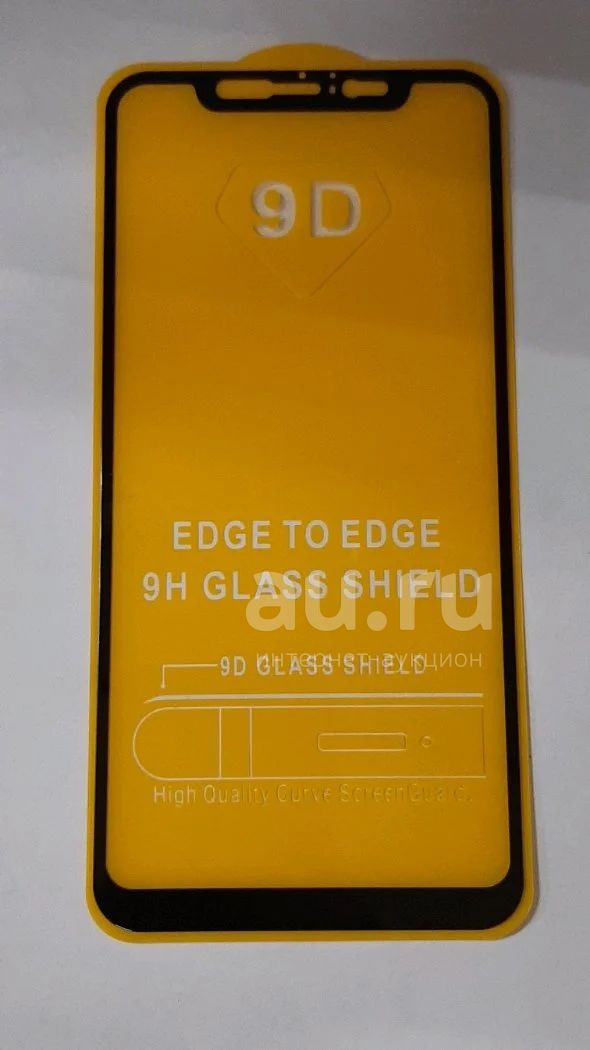 9D
EDGE TO EDGE
9H GLASS SHIELD
au.ru
интернет-аукцион
9D GLASS SHIELD
High Quality Curve ScreenGuard.